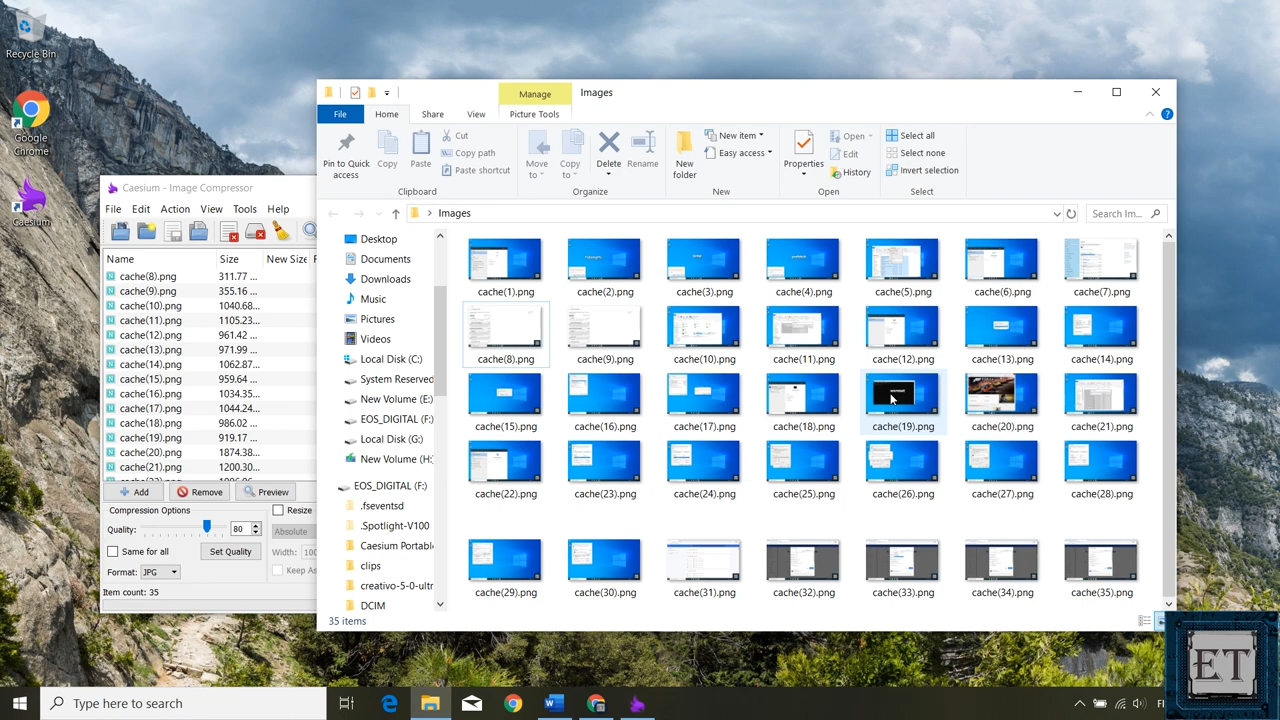 Recycle Bin
Google
Chrome
Caesium
Caesium - Image Compressor
File Edit Action View Tools Help
Name Size New Size
cache(8).png 311.77 ...
cache(9).png 355.16 ...
cache(10).png 1040.68...
cache(11).png 1105.23...
cache(12).png 961.42 ...
cache(13).png 971.99 ...
cache(14).png 1062.87...
cache(15).png 959.64 ...
cache(16).png 1034.35...
cache(17).png 1044.24...
cache(18).png 986.02 ...
cache(19).png 919.17 ...
cache(20).png 1874.38...
cache(21).png 1200.30...
Add Remove Preview
Compression Options Resize
Quality: 80 Absolute
Same for all Set Quality Width: 100
Format: JPG Keep As
Item count: 35
Manage Images
File Home Share View Picture Tools
Pin to Quick
access
Copy
Paste
Cut
Copy path
Paste shortcut
Clipboard
Move
to
Copy
to
Delete
Rename
Organize
New
folder
New item
Easy access
New
Properties
Open
Edit
History
Open
Select all
Select none
Invert selection
Select
Images
Search Im...
Desktop
Documents
Downloads
Music
Pictures
Videos
Local Disk (C:)
System Reserved
New Volume (E:)
EOS_DIGITAL (F:)
Local Disk (G:)
New Volume (H:
EOS_DIGITAL (F:)
.fseventsd
.Spotlight-V100
Caesium Portabl
clips
creativo-5-0-ultr
DCIM
cache(1).png cache(2).png cache(3).png cache(4).png cache(5).png cache(6).png cache(7).png
cache(8).png cache(9).png cache(10).png cache(11).png cache(12).png cache(13).png cache(14).png
cache(15).png cache(16).png cache(17).png cache(18).png cache(19).png cache(20).png cache(21).png
cache(22).png cache(23).png cache(24).png cache(25).png cache(26).png cache(27).png cache(28).png
cache(29).png cache(30).png cache(31).png cache(32).png cache(33).png cache(34).png cache(35).png
35 items
Type here to search
ET